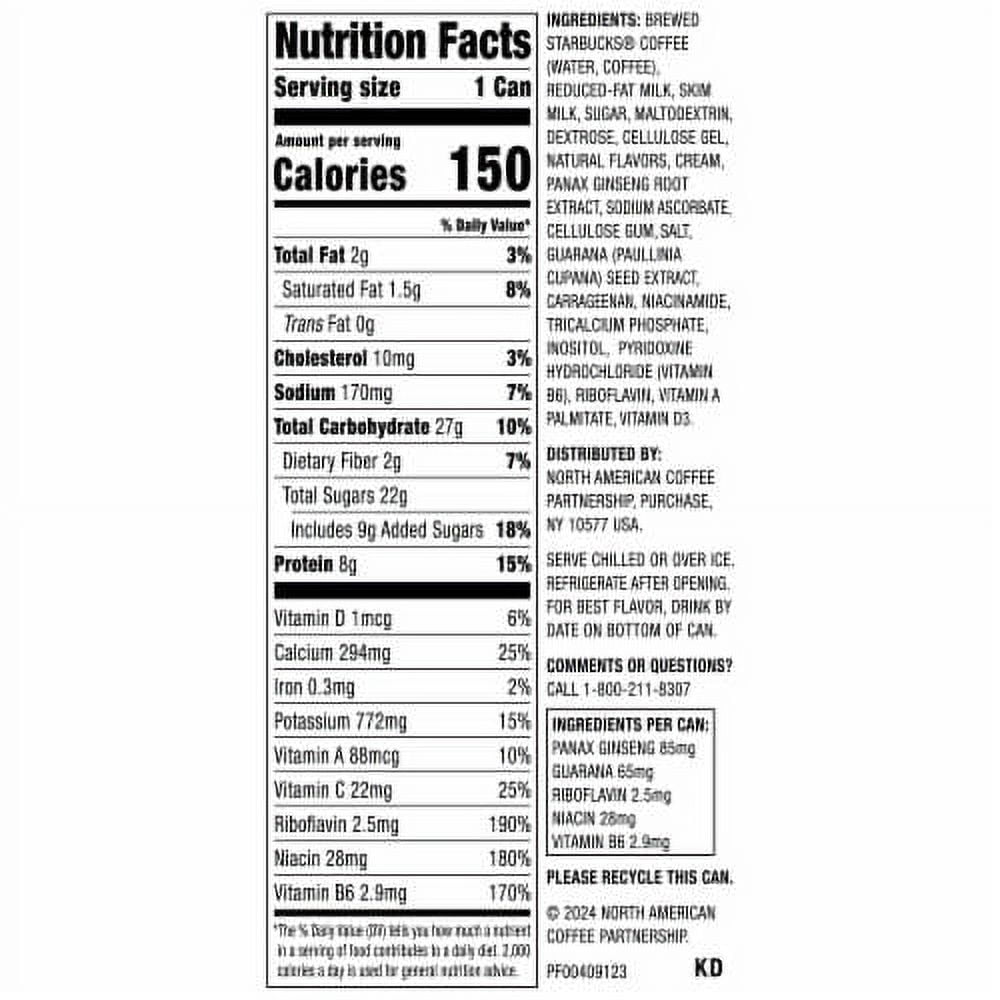 Nutrition Facts
Serving size 1 Can
Amount per serving
Calories 150
% Daily Value*
Total Fat 2g 3%
Saturated Fat 1.5g 8%
Trans Fat 0g
Cholesterol 10mg 3%
Sodium 170mg 7%
Total Carbohydrate 27g 10%
Dietary Fiber 2g 7%
Total Sugars 22g
Includes 9g Added Sugars 18%
Protein 8g 15%
Vitamin D 1mcg 6%
Calcium 294mg 25%
Iron 0.3mg 2%
Potassium 772mg 15%
Vitamin A 88mcg 10%
Vitamin C 22mg 25%
Riboflavin 2.5mg 190%
Niacin 28mg 180%
Vitamin B6 2.9mg 170%
*The % Daily Value (DV) tells you how much a nutrient
in a serving of food contributes to a daily diet. 2,000
calories a day is used for general nutrition advice.
INGREDIENTS: BREWED
STARBUCKS® COFFEE
(WATER, COFFEE),
REDUCED-FAT MILK, SKIM
MILK, SUGAR, MALTODEXTRIN,
DEXTROSE, CELLULOSE GEL,
NATURAL FLAVORS, CREAM,
PANAX GINSENG ROOT
EXTRACT, SODIUM ASCORBATE,
CELLULOSE GUM, SALT,
GUARANA (PAULLINIA
CUPANA) SEED EXTRACT,
CARRAGEENAN, NIACINAMIDE,
TRICALCIUM PHOSPHATE,
INOSITOL, PYRIDOXINE
HYDROCHLORIDE (VITAMIN
B6), RIBOFLAVIN, VITAMIN A
PALMITATE, VITAMIN D3.
DISTRIBUTED BY:
NORTH AMERICAN COFFEE
PARTNERSHIP, PURCHASE,
NY 10577 USA.
SERVE CHILLED OR OVER ICE.
REFRIGERATE AFTER OPENING.
FOR BEST FLAVOR, DRINK BY
DATE ON BOTTOM OF CAN.
COMMENTS OR QUESTIONS?
CALL 1-800-211-8307
INGREDIENTS PER CAN:
PANAX GINSENG 85mg
GUARANA 65mg
RIBOFLAVIN 2.5mg
NIACIN 28mg
VITAMIN B6 2.9mg
PLEASE RECYCLE THIS CAN.
© 2024 NORTH AMERICAN
COFFEE PARTNERSHIP.
PF00409123 KD